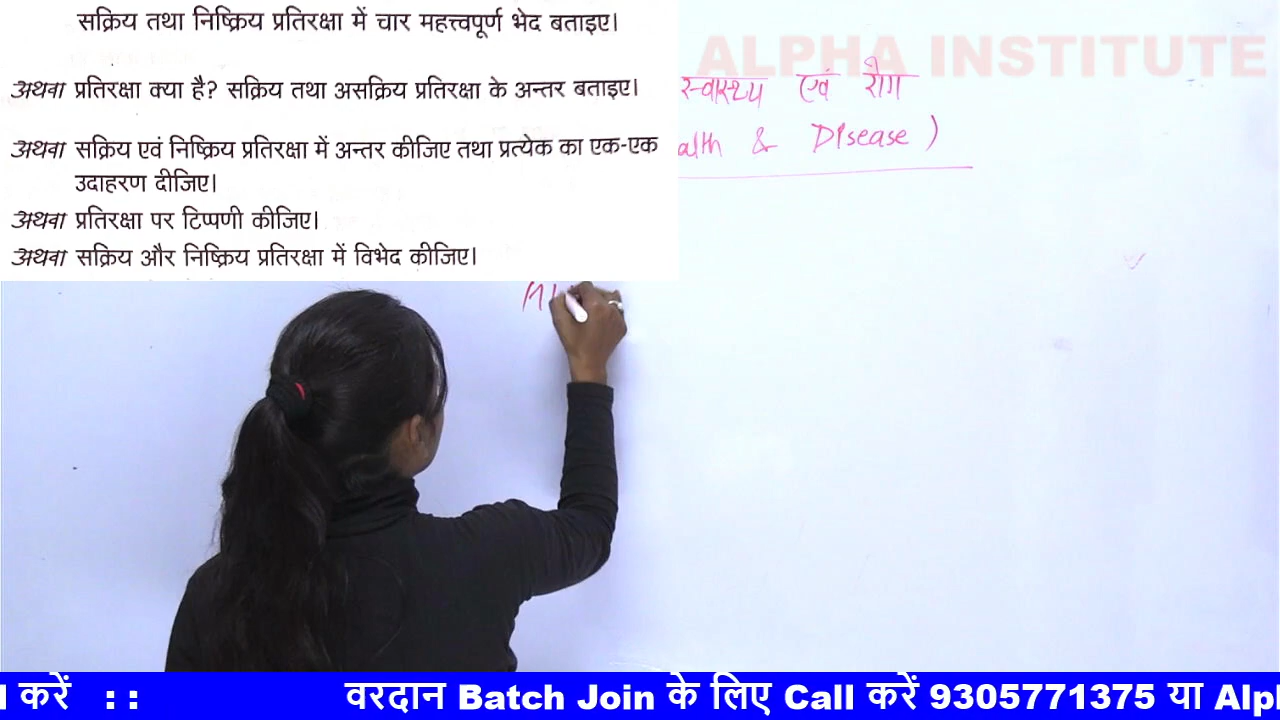 सक्रिय तथा निष्क्रिय प्रतिरक्षा में चार महत्त्वपूर्ण भेद बताइए।
अथवा प्रतिरक्षा क्या है? सक्रिय तथा असक्रिय प्रतिरक्षा के अन्तर बताइए।
अथवा सक्रिय एवं निष्क्रिय प्रतिरक्षा में अन्तर कीजिए तथा प्रत्येक का एक-एक
उदाहरण दीजिए।
अथवा प्रतिरक्षा पर टिप्पणी कीजिए।
अथवा सक्रिय और निष्क्रिय प्रतिरक्षा में विभेद कीजिए।
ALPHA INSTITUTE
स्वास्थ्य एवं रोग
alth & Disease )
करें : : वरदान Batch Join के लिए Call करें 9305771375 या Alpl